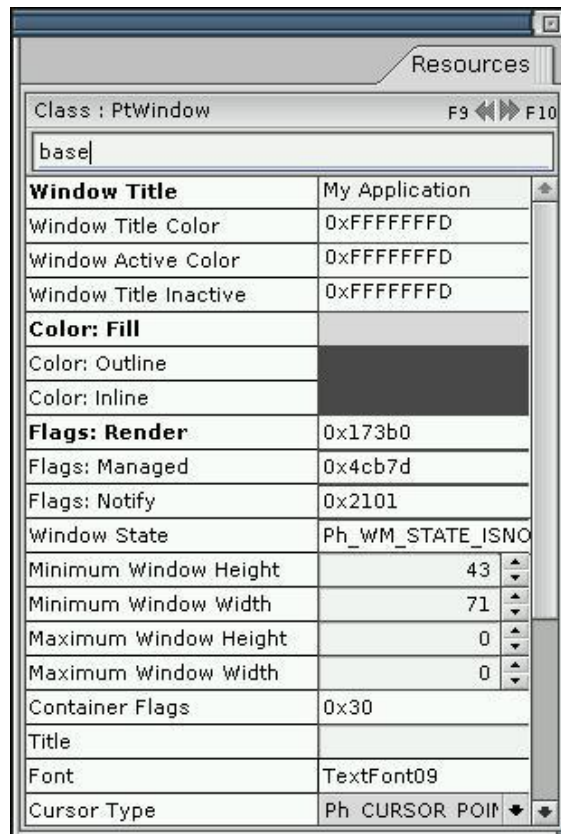 Resources
Class : PtWindow F9 F10
base
Window Title My Application
Window Title Color 0xFFFFFFFD
Window Active Color 0xFFFFFFFD
Window Title Inactive 0xFFFFFFFD
Color: Fill
Color: Outline
Color: Inline
Flags: Render 0x173b0
Flags: Managed 0x4cb7d
Flags: Notify 0x2101
Window State Ph_WM_STATE_ISNO
Minimum Window Height 43
Minimum Window Width 71
Maximum Window Height 0
Maximum Window Width 0
Container Flags 0x30
Title
Font TextFont09
Cursor Type Ph_CURSOR_POIN